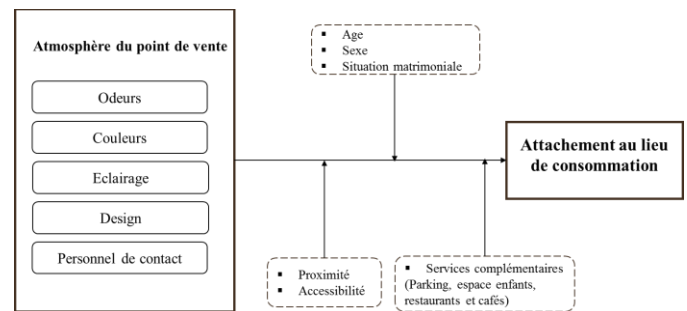 Atmosphère du point de vente
Odeurs
Couleurs
Eclairage
Design
Personnel de contact
▪ Age
▪ Sexe
▪ Situation matrimoniale
Attachement au lieu
de consommation
▪ Proximité
▪ Accessibilité
▪ Services complémentaires
(Parking, espace enfants,
restaurants et cafés)